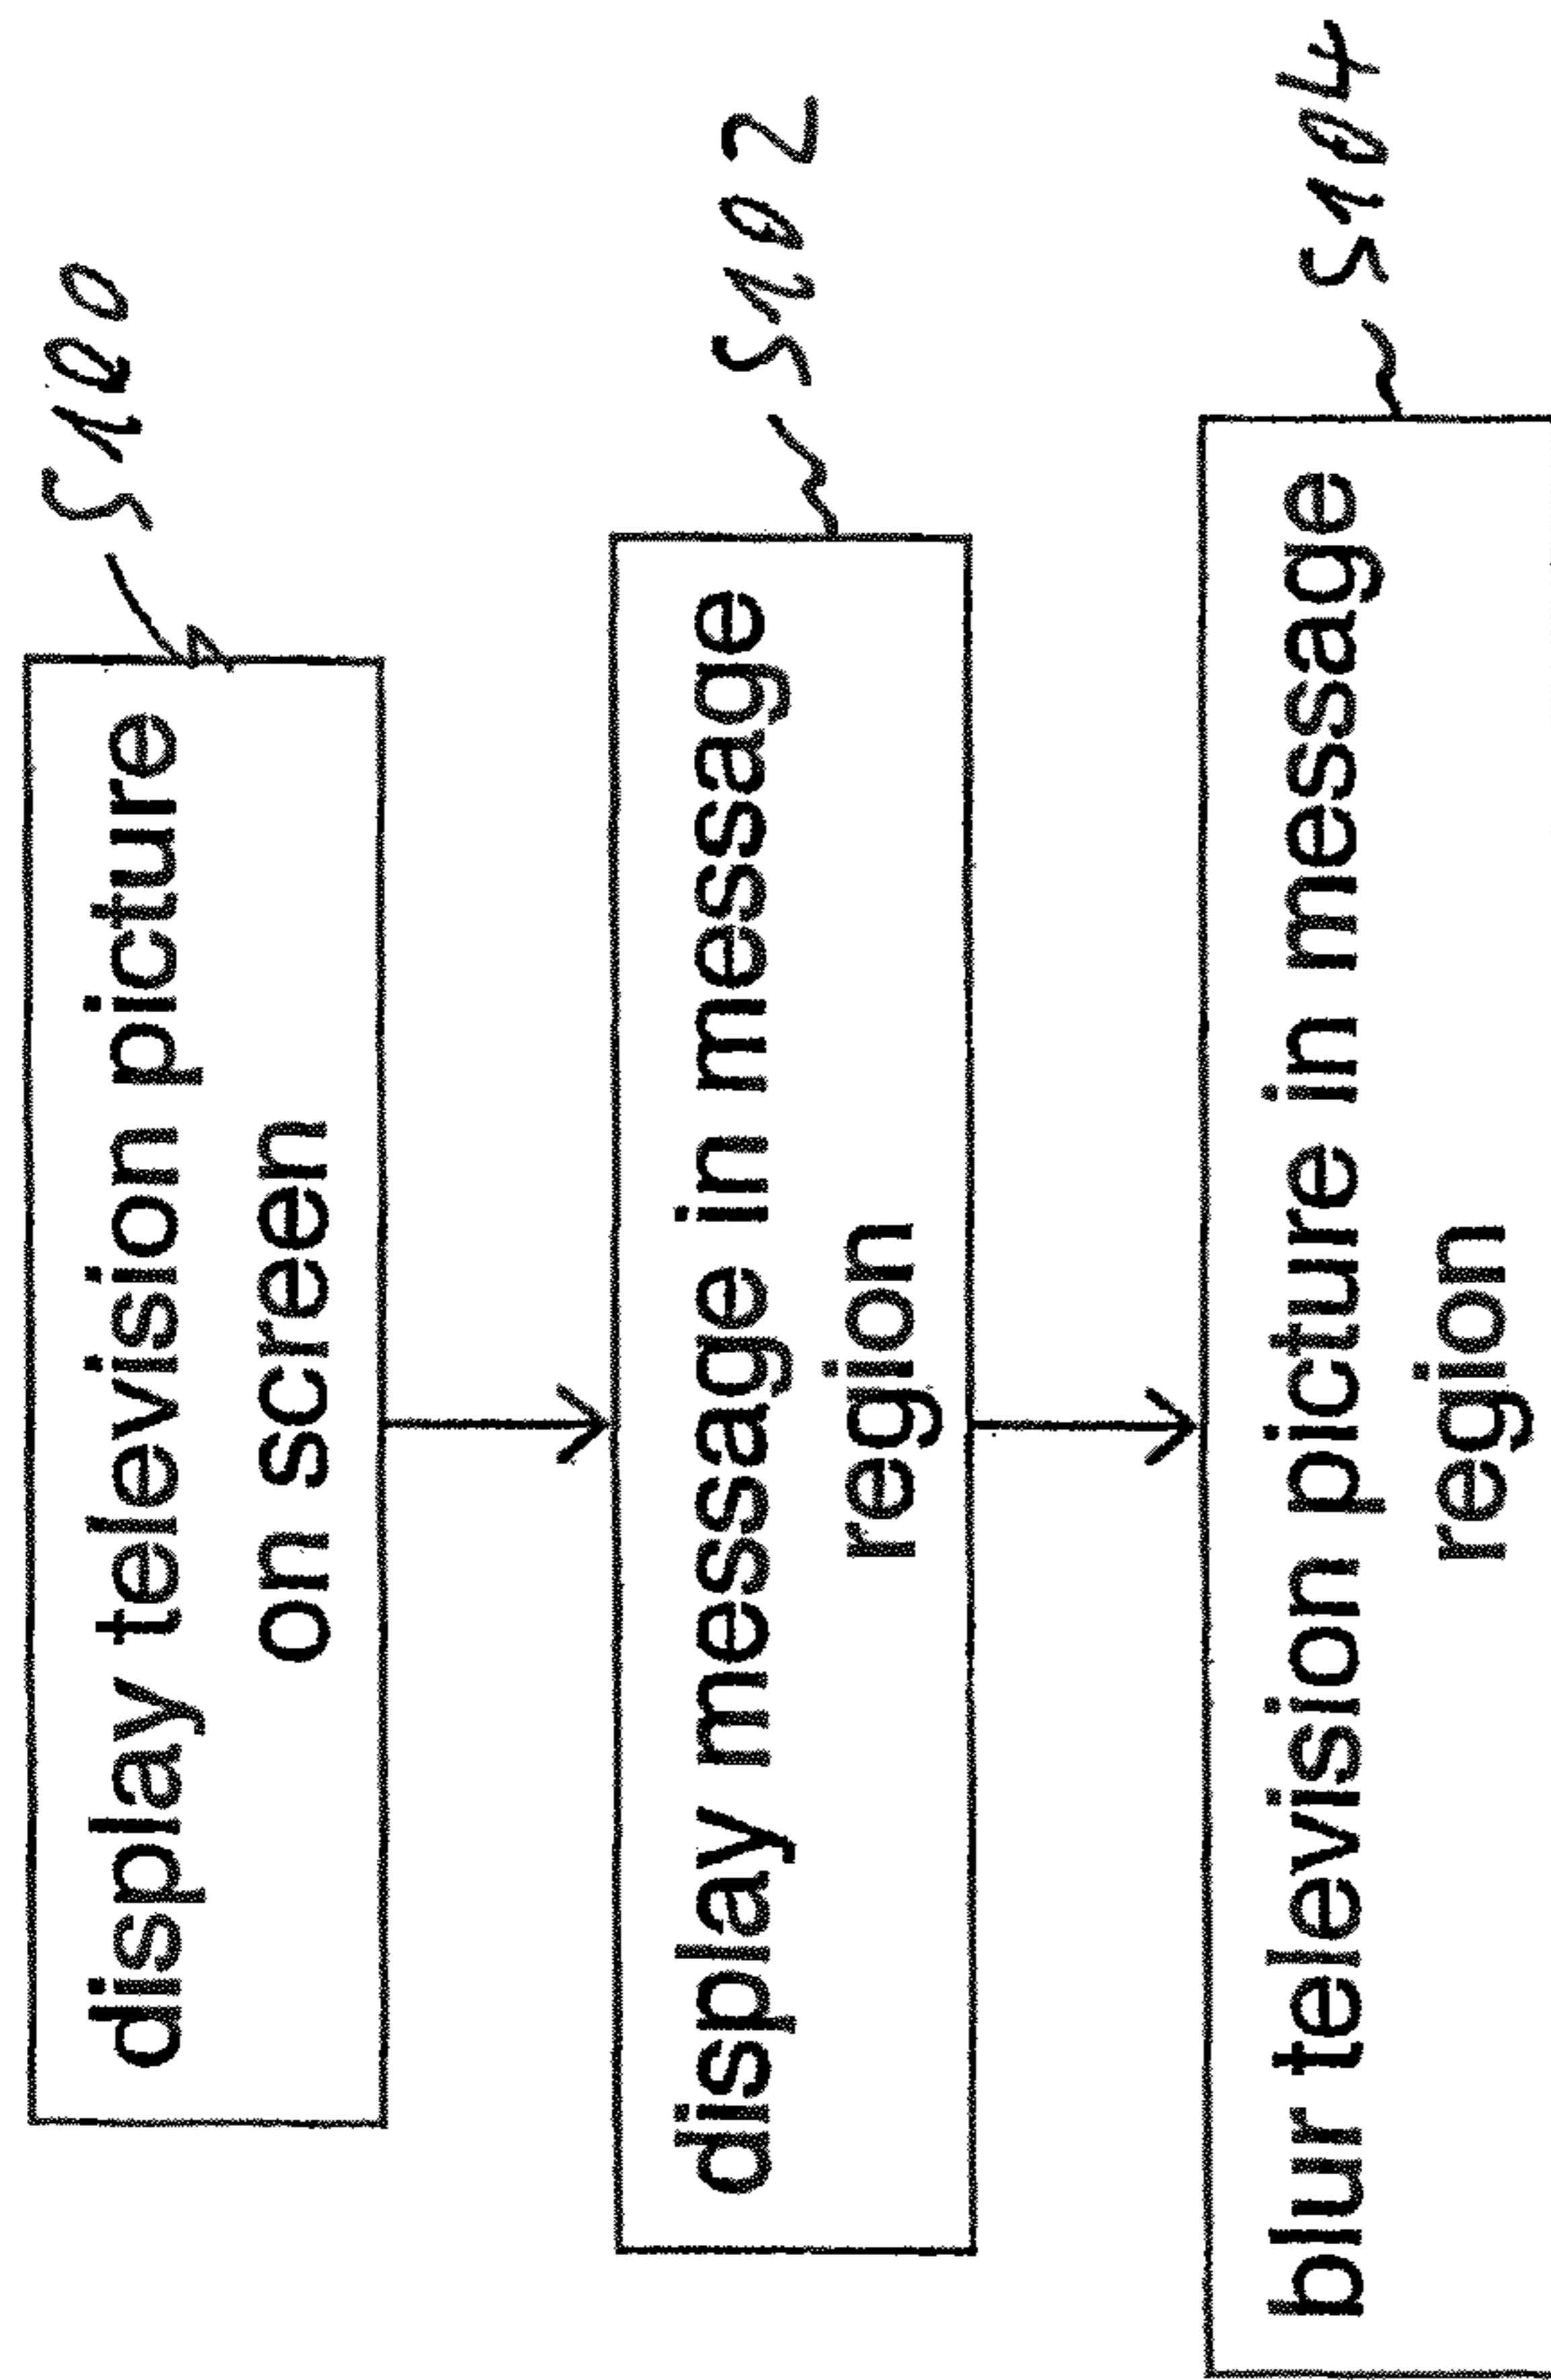 display television picture
on screen
S100
display message in message
region
S102
blur television picture in message
region
S104